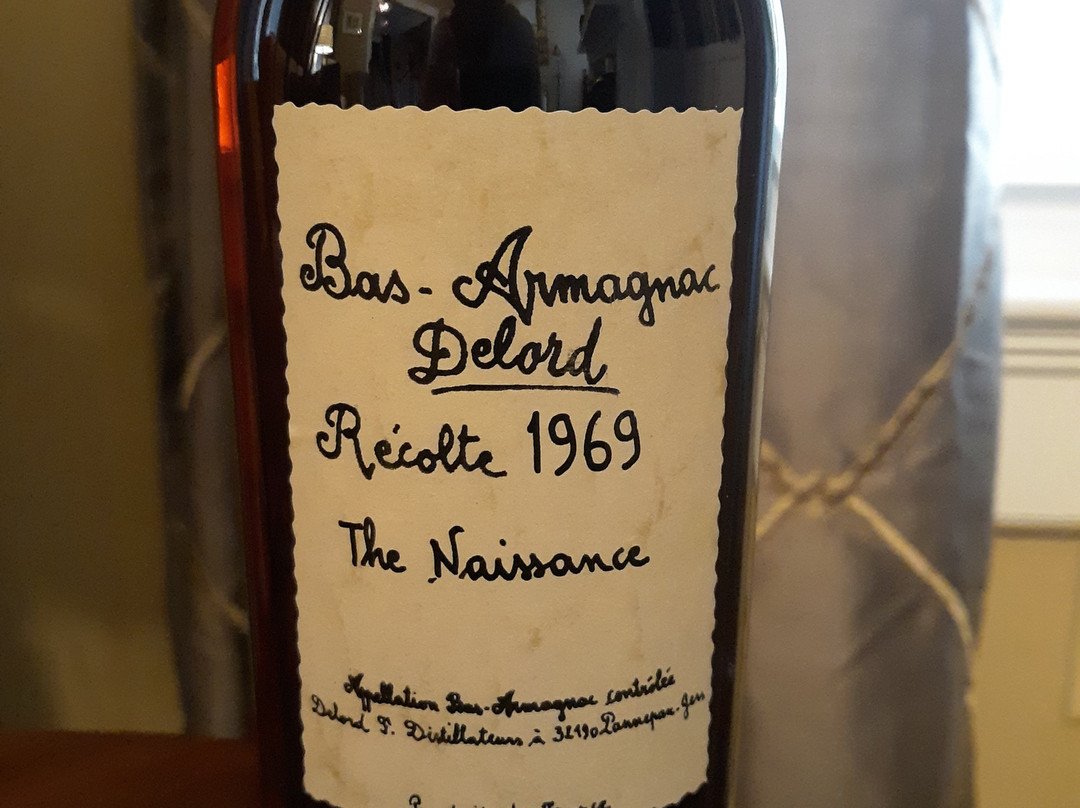 Bas-Armagnac
Delord
Récolte 1969
The Naissance
Appellation Bas-Armagnac contrôlée
Delord F. Distillateurs à 32190 Lannepax-Gers